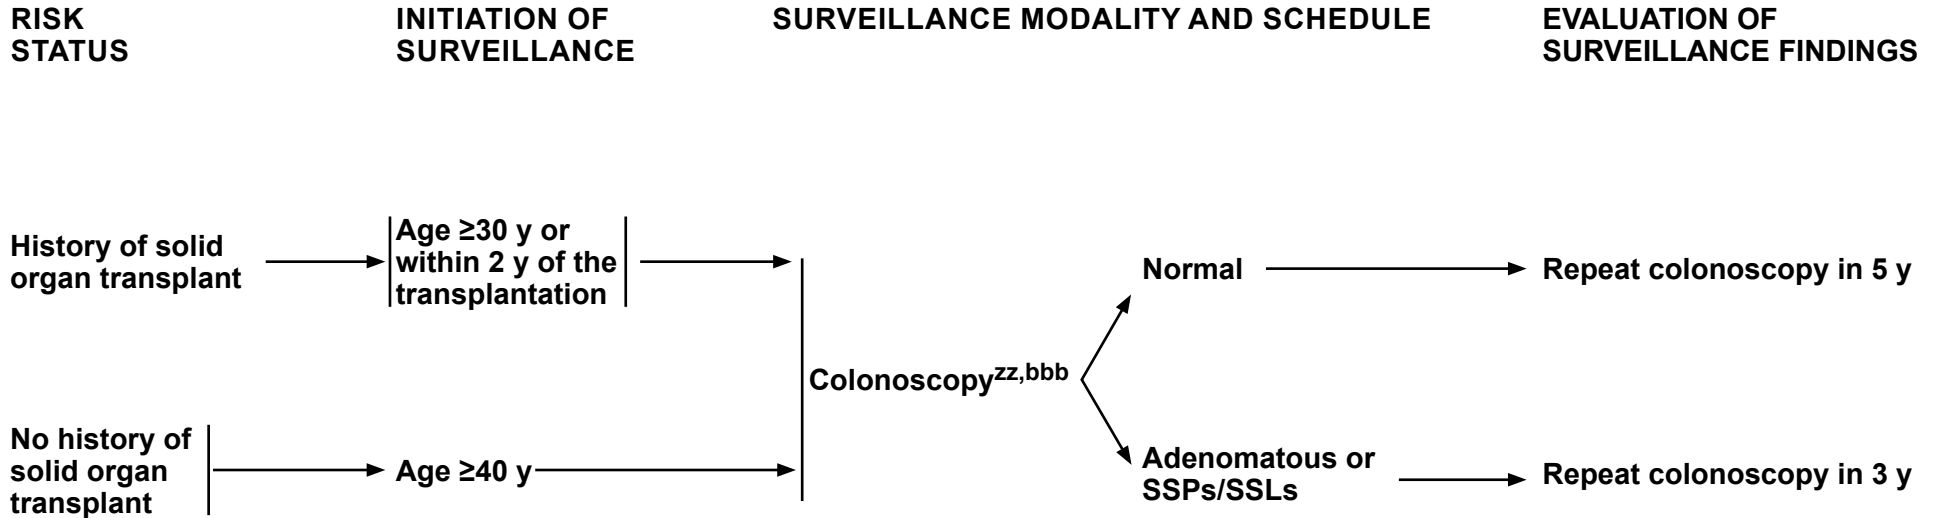 RISK
STATUS
INITIATION OF
SURVEILLANCE
SURVEILLANCE MODALITY AND SCHEDULE
EVALUATION OF
SURVEILLANCE FINDINGS
History of solid
organ transplant
Age ≥30 y or
within 2 y of the
transplantation
Normal
Repeat colonoscopy in 5 y
Colonoscopyzz,bbb
No history of
solid organ
transplant
Age ≥40 y
Adenomatous or
SSPs/SSLs
Repeat colonoscopy in 3 y